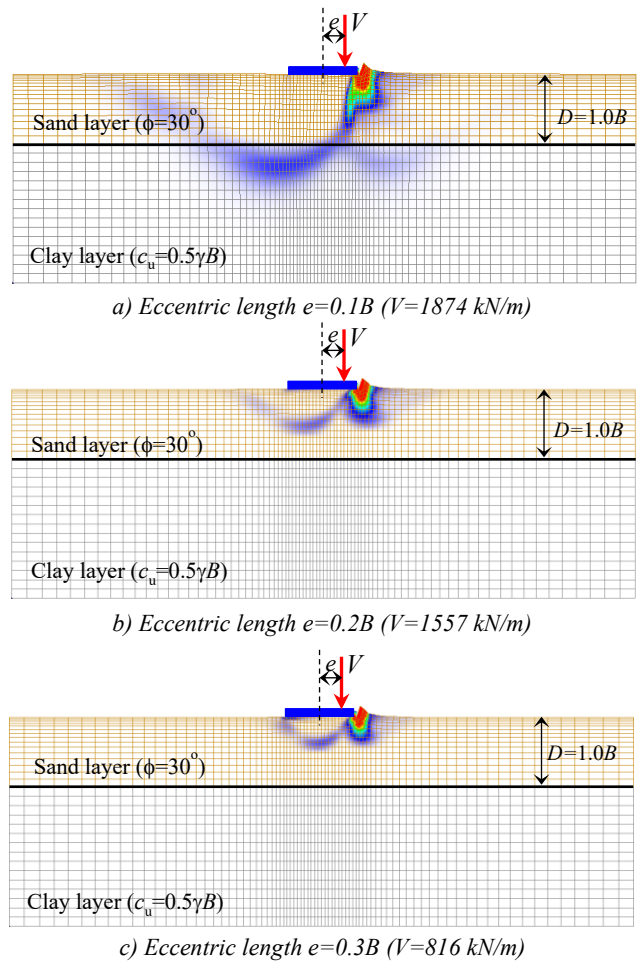 e V
Sand layer (ϕ=30°)
D=1.0B
Clay layer (cᵤ=0.5γB)
a) Eccentric length e=0.1B (V=1874 kN/m)
e V
Sand layer (ϕ=30°)
D=1.0B
Clay layer (cᵤ=0.5γB)
b) Eccentric length e=0.2B (V=1557 kN/m)
e V
Sand layer (ϕ=30°)
D=1.0B
Clay layer (cᵤ=0.5γB)
c) Eccentric length e=0.3B (V=816 kN/m)